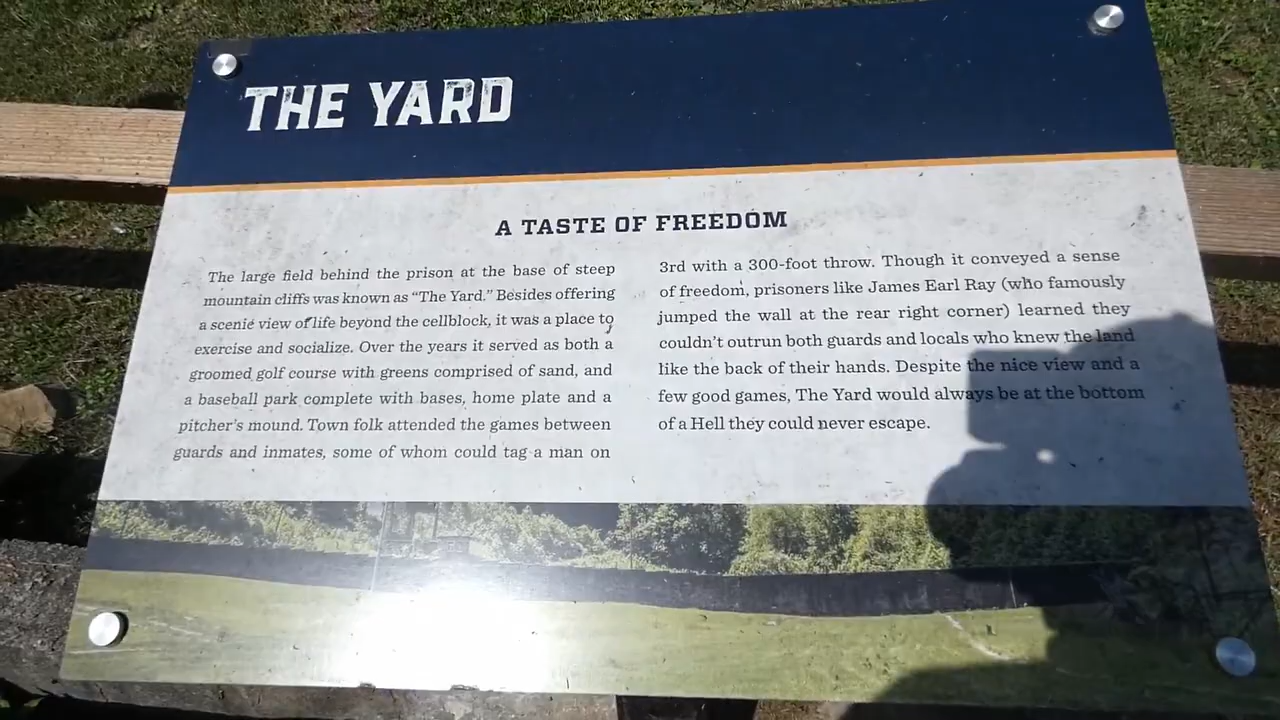 THE YARD
A TASTE OF FREEDOM
The large field behind the prison at the base of steep
mountain cliffs was known as “The Yard.” Besides offering
a scenic view of life beyond the cellblock, it was a place to
exercise and socialize. Over the years it served as both a
groomed golf course with greens comprised of sand, and
a baseball park complete with bases, home plate and a
pitcher’s mound. Town folk attended the games between
guards and inmates, some of whom could tag a man on
3rd with a 300-foot throw. Though it conveyed a sense
of freedom, prisoners like James Earl Ray (who famously
jumped the wall at the rear right corner) learned they
couldn’t outrun both guards and locals who knew the land
like the back of their hands. Despite the nice view and a
few good games, The Yard would always be at the bottom
of a Hell they could never escape.